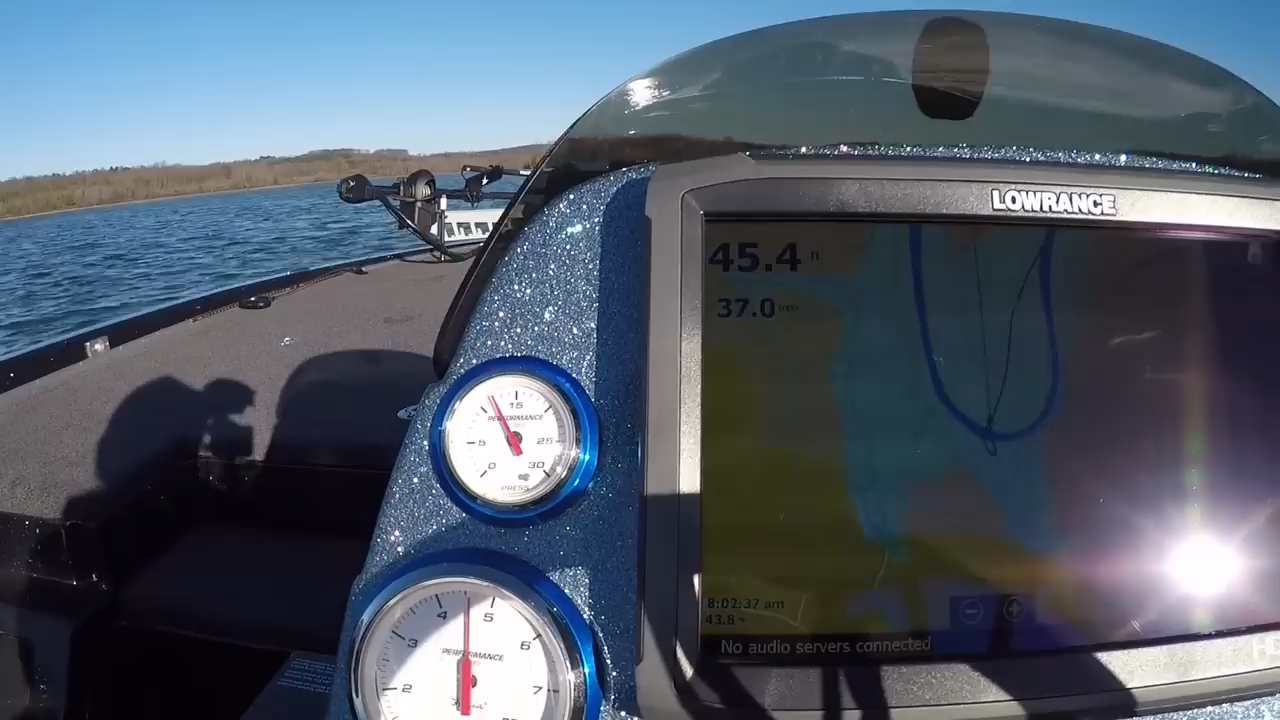 LOWRANCE
45.4
37.0
15
PERFORMANCE
5 25
0 30
PRESS
8:02:37 am
43.8
No audio servers connected
4 5
3 6
PERFORMANCE
2 7